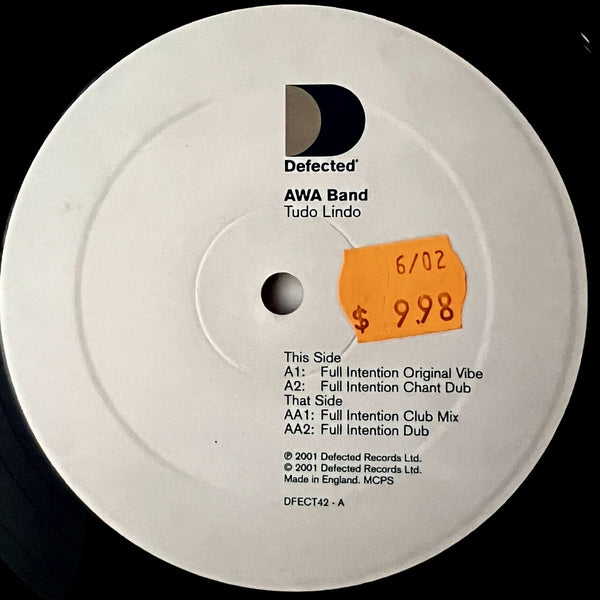 Defected
AWA Band
Tudo Lindo
6/02
$ 9.98
This Side
A1: Full Intention Original Vibe
A2: Full Intention Chant Dub
That Side
AA1: Full Intention Club Mix
AA2: Full Intention Dub
℗ 2001 Defected Records Ltd.
© 2001 Defected Records Ltd.
Made in England. MCPS
DFECT42 - A